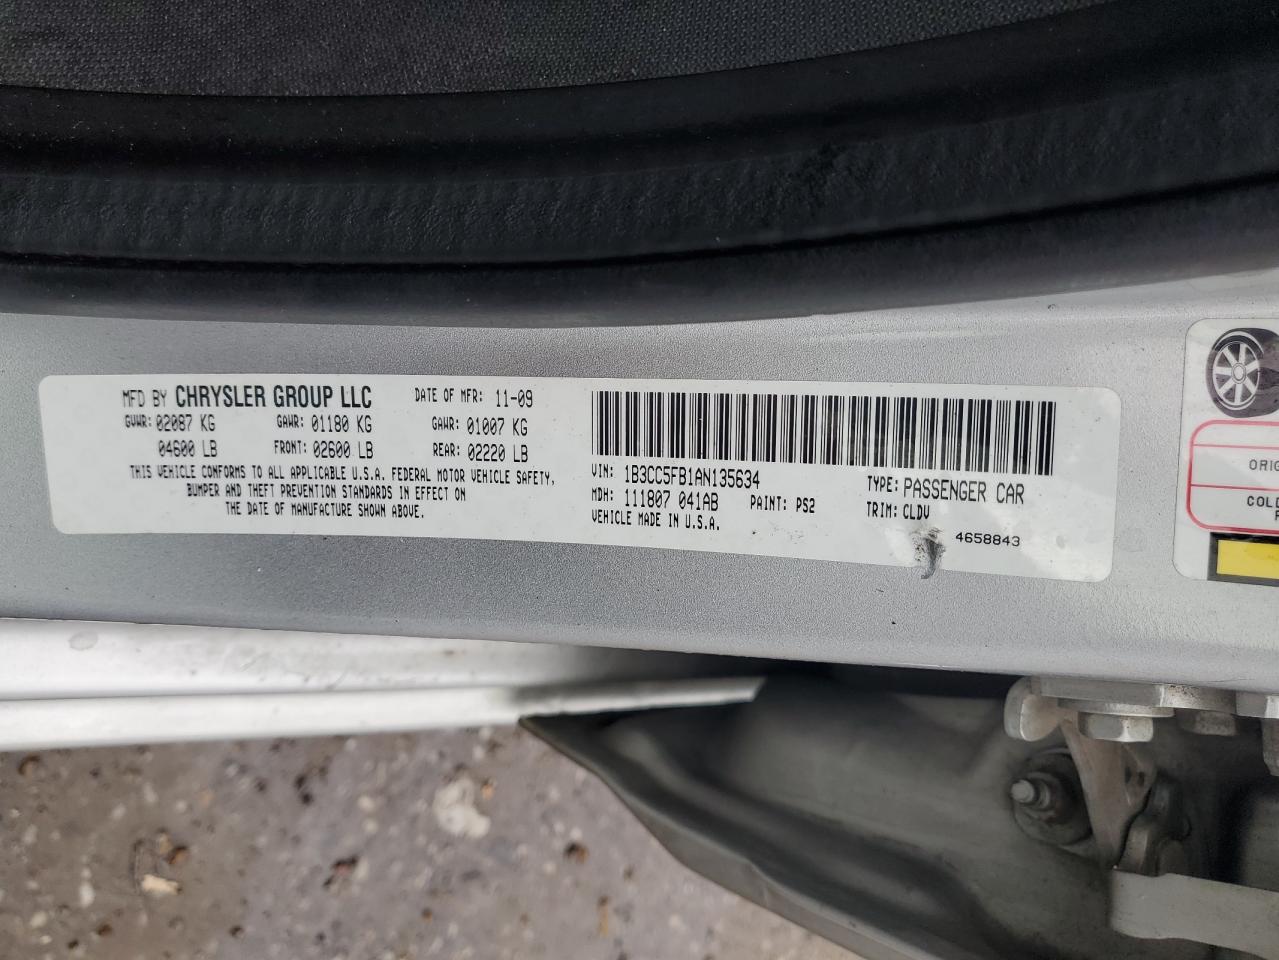 MFD BY CHRYSLER GROUP LLC DATE OF MFR: 11-09
GVWR: 02087 KG GAWR: 01180 KG GAWR: 01007 KG
04600 LB FRONT: 02600 LB REAR: 02220 LB
THIS VEHICLE CONFORMS TO ALL APPLICABLE U.S.A. FEDERAL MOTOR VEHICLE SAFETY,
BUMPER AND THEFT PREVENTION STANDARDS IN EFFECT ON
THE DATE OF MANUFACTURE SHOWN ABOVE.
VIN: 1B3CC5FB1AN135634 TYPE: PASSENGER CAR
MDH: 111807 041AB PAINT: PS2 TRIM: CLDV
VEHICLE MADE IN U.S.A.
4658843
ORIG
COLD